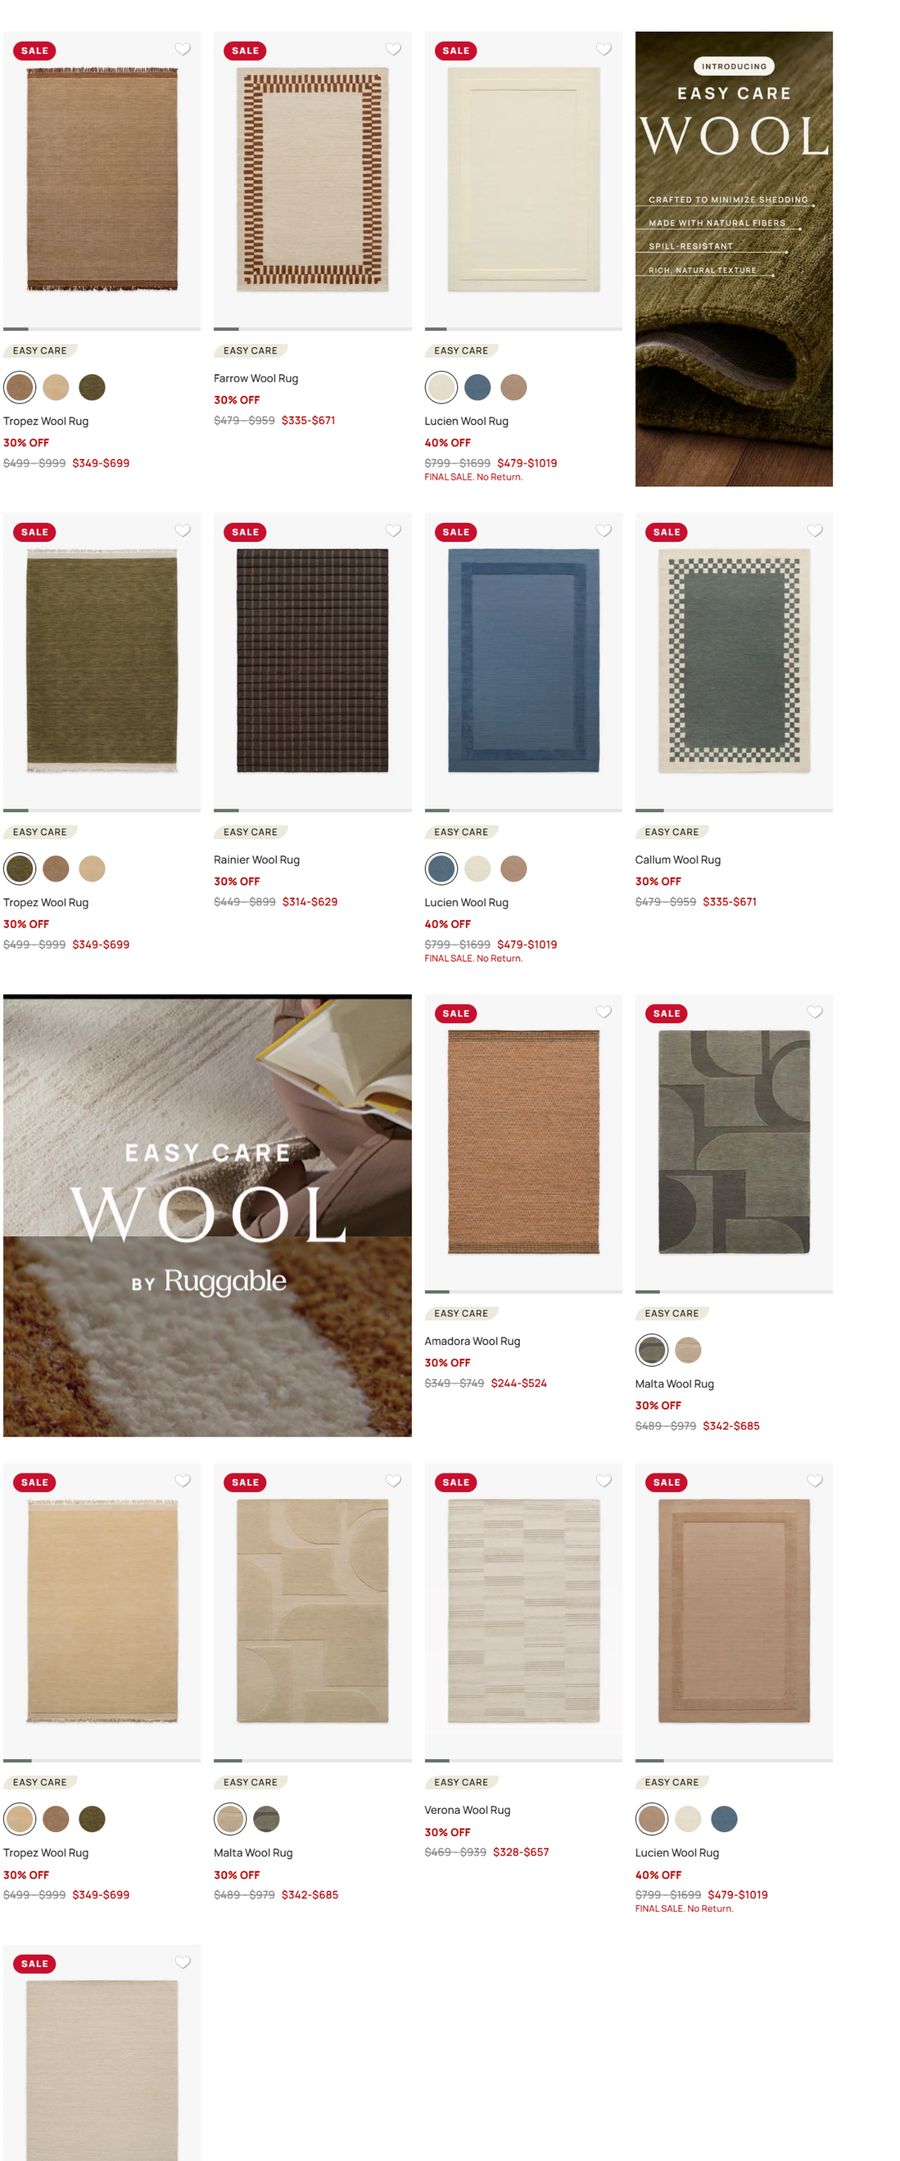 SALE
SALE
SALE
INTRODUCING
EASY CARE
WOOL
CRAFTED TO MINIMIZE SHEDDING
MADE WITH NATURAL FIBERS
SPILL-RESISTANT
RICH, NATURAL TEXTURE
EASY CARE
Tropez Wool Rug
30% OFF
$499 - $999 $349-$699
EASY CARE
Farrow Wool Rug
30% OFF
$479 - $959 $335-$671
EASY CARE
Lucien Wool Rug
40% OFF
$799 - $1699 $479-$1019
FINAL SALE. No Return.
SALE
SALE
SALE
SALE
EASY CARE
Tropez Wool Rug
30% OFF
$499 - $999 $349-$699
EASY CARE
Rainier Wool Rug
30% OFF
$449 - $899 $314-$629
EASY CARE
Lucien Wool Rug
40% OFF
$799 - $1699 $479-$1019
FINAL SALE. No Return.
EASY CARE
Callum Wool Rug
30% OFF
$479 - $959 $335-$671
EASY CARE
WOOL
BY Ruggable
SALE
SALE
EASY CARE
Amadora Wool Rug
30% OFF
$349 - $749 $244-$524
EASY CARE
Malta Wool Rug
30% OFF
$489 - $979 $342-$685
SALE
SALE
SALE
SALE
EASY CARE
Tropez Wool Rug
30% OFF
$499 - $999 $349-$699
EASY CARE
Malta Wool Rug
30% OFF
$489 - $979 $342-$685
EASY CARE
Verona Wool Rug
30% OFF
$469 - $939 $328-$657
EASY CARE
Lucien Wool Rug
40% OFF
$799 - $1699 $479-$1019
FINAL SALE. No Return.
SALE